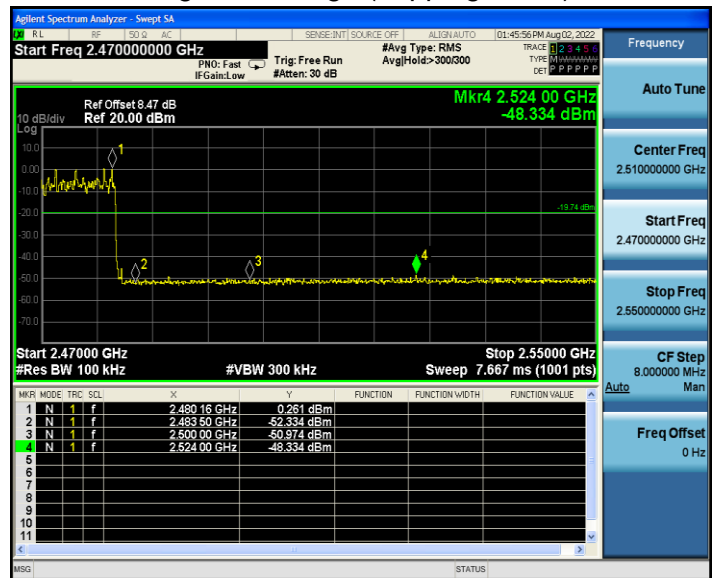 Agilent Spectrum Analyzer - Swept SA
RL RF 50 Ω AC SENSE:INT SOURCE OFF ALIGN AUTO 01:45:56 PM Aug 02, 2022
Start Freq 2.470000000 GHz #Avg Type: RMS TRACE 1 2 3 4 5 6
PNO: Fast Trig: Free Run Avg|Hold:>300/300 TYPE M
IFGain:Low #Atten: 30 dB DET P P P P P P
Ref Offset 8.47 dB Mkr4 2.524 00 GHz
10 dB/div Ref 20.00 dBm -48.334 dBm
Log
10.0
0.00
-10.0
-20.0
-30.0
-40.0
-50.0
-60.0
-70.0
1
2
3
4
-19.74 dBm
Start 2.47000 GHz Stop 2.55000 GHz
#Res BW 100 kHz #VBW 300 kHz Sweep 7.667 ms (1001 pts)
MKR MODE TRC SCL X Y FUNCTION FUNCTION WIDTH FUNCTION VALUE
1 N 1 f 2.480 16 GHz 0.261 dBm
2 N 1 f 2.483 50 GHz -52.334 dBm
3 N 1 f 2.500 00 GHz -50.974 dBm
4 N 1 f 2.524 00 GHz -48.334 dBm
5
6
7
8
9
10
11
MSG STATUS
Frequency
Auto Tune
Center Freq
2.510000000 GHz
Start Freq
2.470000000 GHz
Stop Freq
2.550000000 GHz
CF Step
8.000000 MHz
Auto Man
Freq Offset
0 Hz